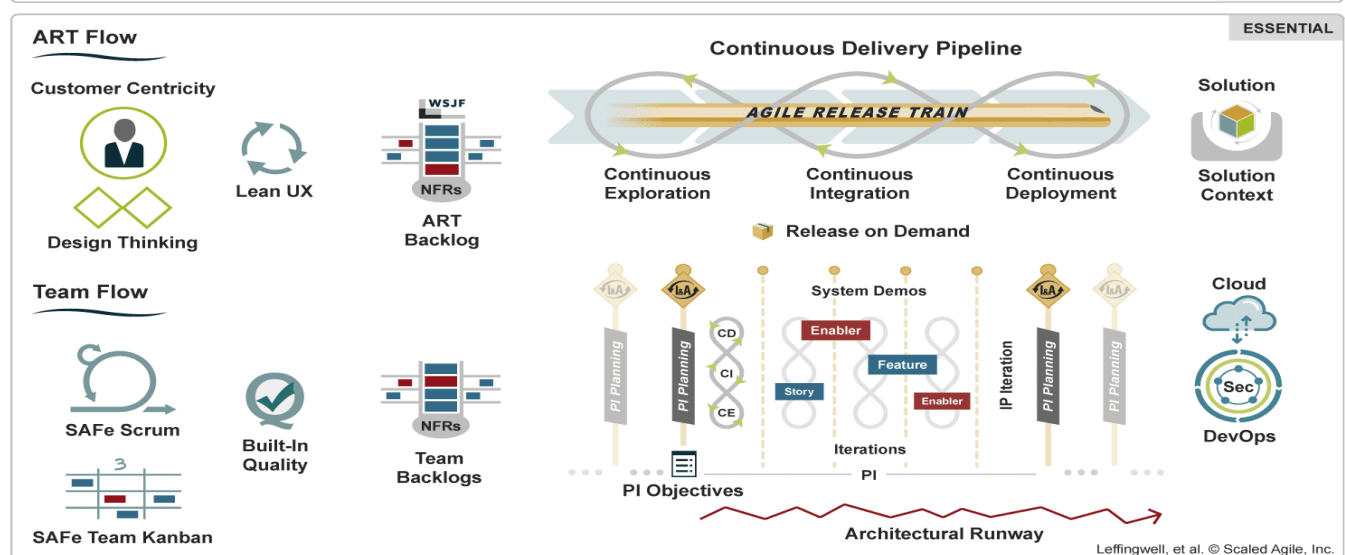 ESSENTIAL
ART Flow
Customer Centricity
Design Thinking
Lean UX
WSJF
NFRs
ART
Backlog
Continuous Delivery Pipeline
AGILE RELEASE TRAIN
Continuous
Exploration
Continuous
Integration
Continuous
Deployment
Release on Demand
Solution
Solution
Context
Team Flow
SAFe Scrum
3
SAFe Team Kanban
Built-In
Quality
NFRs
Team
Backlogs
I&A
PI Planning
I&A
PI Planning
CD
CI
CE
System Demos
Enabler
Feature
Story
Enabler
Iterations
IP Iteration
I&A
PI Planning
I&A
PI Planning
PI
PI Objectives
Architectural Runway
Cloud
Sec
DevOps
Leffingwell, et al. © Scaled Agile, Inc.